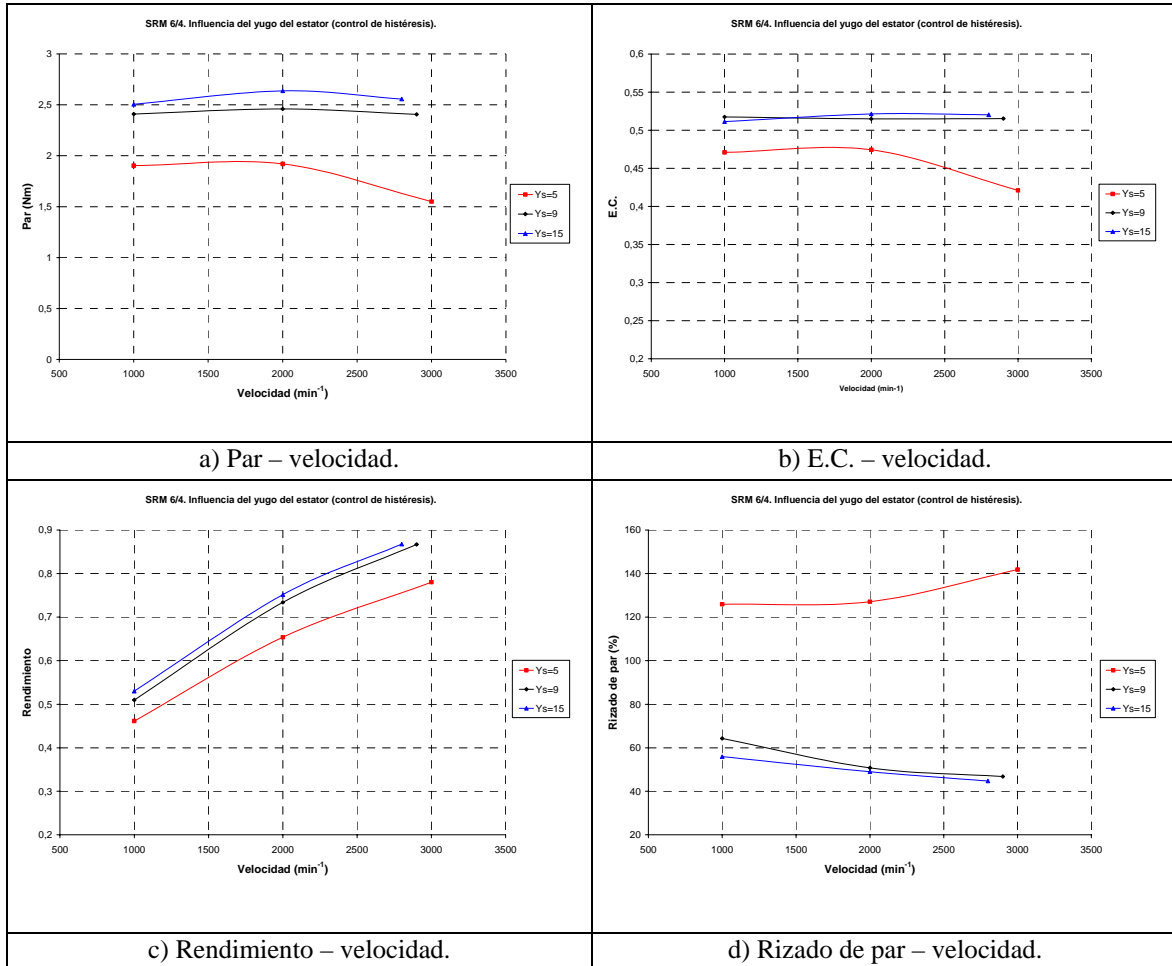 SRM 6/4. Influencia del yugo del estator (control de histéresis).
3
2,5
2
1,5
1
0,5
0
Par (Nm)
500 1000 1500 2000 2500 3000 3500
Velocidad (min-1)
Ys=5
Ys=9
Ys=15
a) Par – velocidad.
SRM 6/4. Influencia del yugo del estator (control de histéresis).
0,6
0,55
0,5
0,45
0,4
0,35
0,3
0,25
0,2
E.C.
500 1000 1500 2000 2500 3000 3500
Velocidad (min-1)
Ys=5
Ys=9
Ys=15
b) E.C. – velocidad.
SRM 6/4. Influencia del yugo del estator (control de histéresis).
0,9
0,8
0,7
0,6
0,5
0,4
0,3
0,2
Rendimiento
500 1000 1500 2000 2500 3000 3500
Velocidad (min-1)
Ys=5
Ys=9
Ys=15
c) Rendimiento – velocidad.
SRM 6/4. Influencia del yugo del estator (control de histéresis).
160
140
120
100
80
60
40
20
Rizado de par (%)
500 1000 1500 2000 2500 3000 3500
Velocidad (min-1)
Ys=5
Ys=9
Ys=15
d) Rizado de par – velocidad.